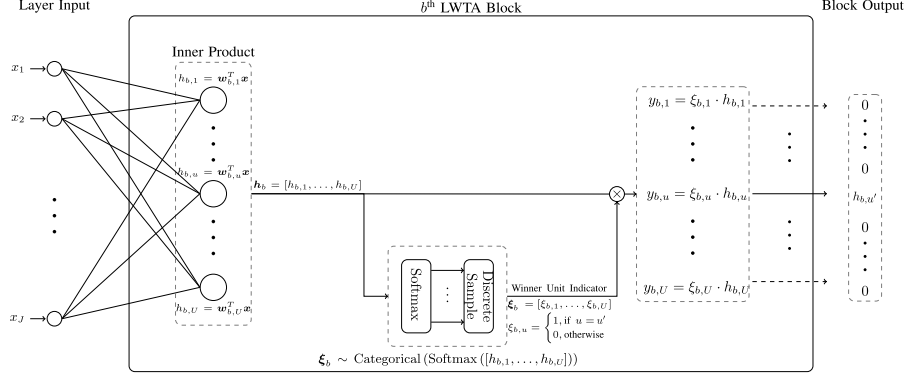 Layer Input
b^th LWTA Block
Block Output
Inner Product
x_1
x_2
x_J
h_{b,1} = w_{b,1}^T x
h_{b,u} = w_{b,u}^T x
h_{b,U} = w_{b,U}^T x
h_b = [h_{b,1}, . . . , h_{b,U}]
Softmax
Discrete
Sample
Winner Unit Indicator
ξ_b = [ξ_{b,1}, . . . , ξ_{b,U}]
ξ_{b,u} = { 1, if u = u′
0, otherwise
ξ_b ∼ Categorical (Softmax ([h_{b,1}, . . . , h_{b,U}]))
×
y_{b,1} = ξ_{b,1} · h_{b,1}
y_{b,u} = ξ_{b,u} · h_{b,u}
y_{b,U} = ξ_{b,U} · h_{b,U}
0
0
h_{b,u′}
0
0